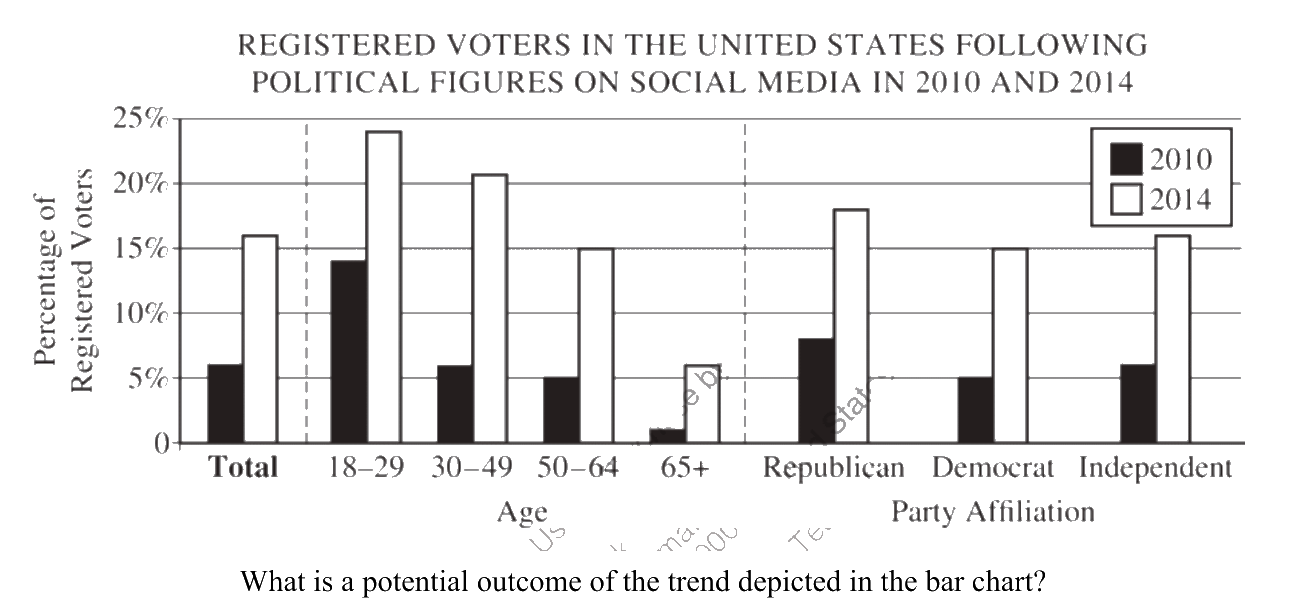 REGISTERED VOTERS IN THE UNITED STATES FOLLOWING
POLITICAL FIGURES ON SOCIAL MEDIA IN 2010 AND 2014
Percentage of
Registered Voters
25%
20%
15%
10%
5%
0
2010
2014
Total
18–29
30–49
50–64
65+
Republican
Democrat
Independent
Age
Party Affiliation
What is a potential outcome of the trend depicted in the bar chart?